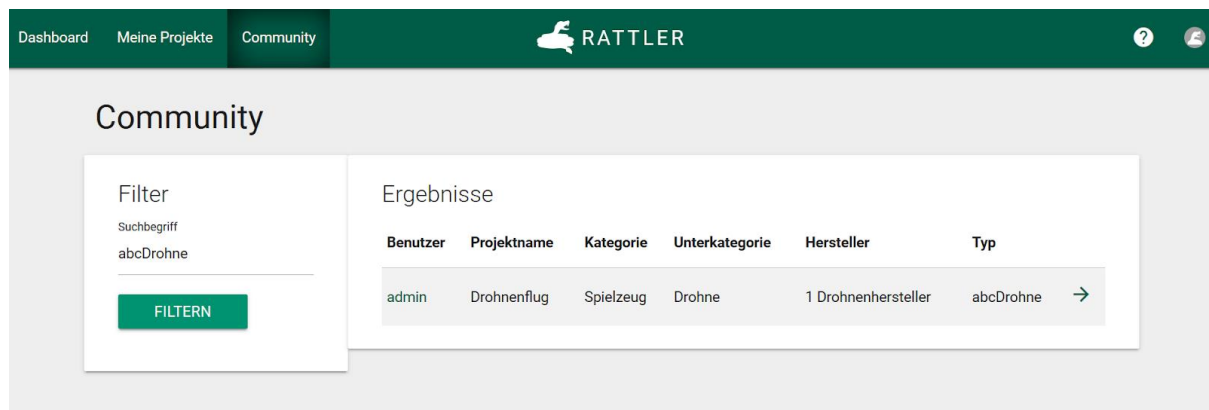 Dashboard Meine Projekte Community RATTLER ?
Community
Filter
Suchbegriff
abcDrohne
FILTERN
Ergebnisse
Benutzer Projektname Kategorie Unterkategorie Hersteller Typ
admin Drohnenflug Spielzeug Drohne 1 Drohnenhersteller abcDrohne →